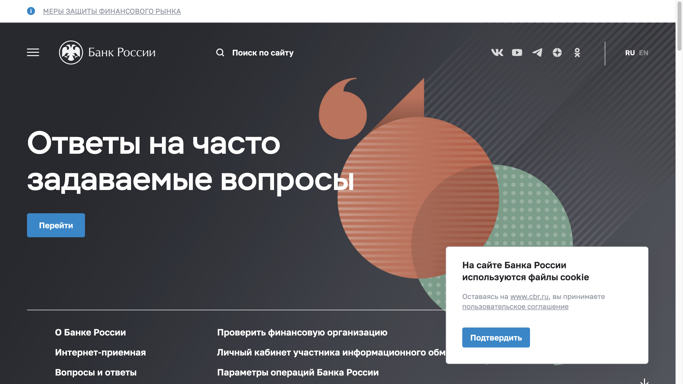 МЕРЫ ЗАЩИТЫ ФИНАНСОВОГО РЫНКА
Банк России
Поиск по сайту
RU EN
Ответы на часто
задаваемые вопросы
Перейти
На сайте Банка России
используются файлы cookie
Оставаясь на www.cbr.ru, вы принимаете
пользовательское соглашение
Подтвердить
О Банке России
Проверить финансовую организацию
Интернет-приемная
Личный кабинет участника информационного обм
Вопросы и ответы
Параметры операций Банка России